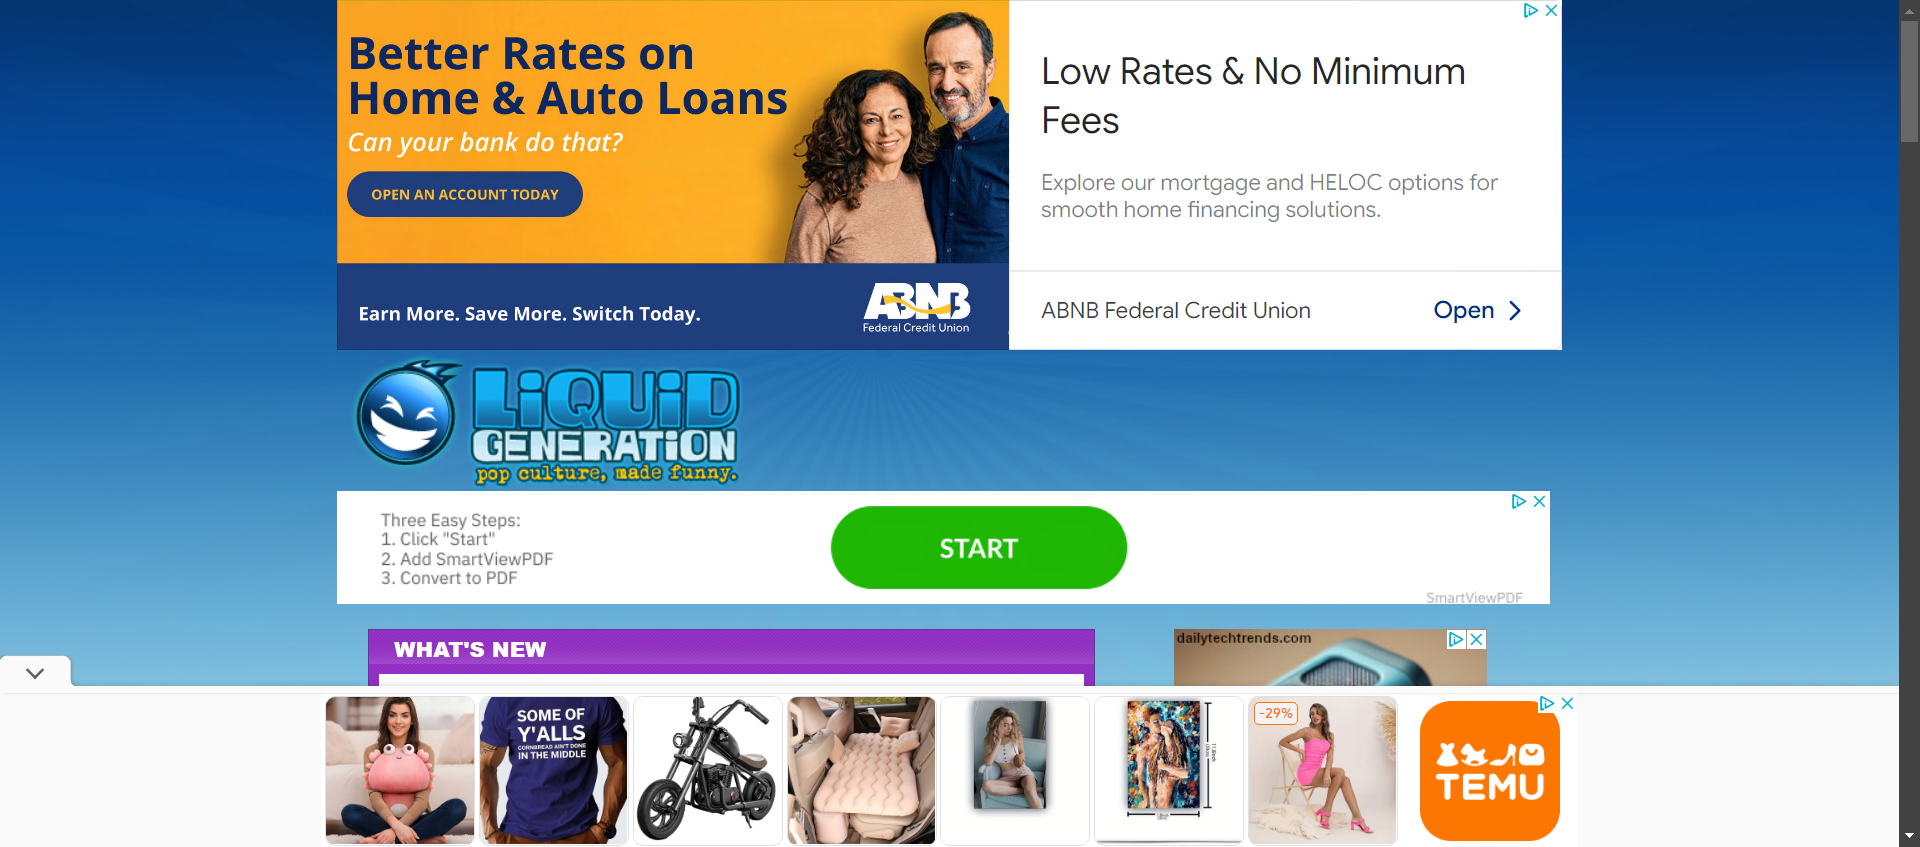 Better Rates on
Home & Auto Loans
Can your bank do that?
OPEN AN ACCOUNT TODAY
Earn More. Save More. Switch Today.
ABNB
Federal Credit Union
Low Rates & No Minimum
Fees
Explore our mortgage and HELOC options for
smooth home financing solutions.
ABNB Federal Credit Union
Open
LiQUiD
GENERATiON
pop culture, made funny.
Three Easy Steps:
1. Click "Start"
2. Add SmartViewPDF
3. Convert to PDF
START
SmartViewPDF
WHAT'S NEW
dailytechtrends.com
SOME OF
Y'ALLS
CORNBREAD AIN'T DONE
IN THE MIDDLE
-29%
TEMU